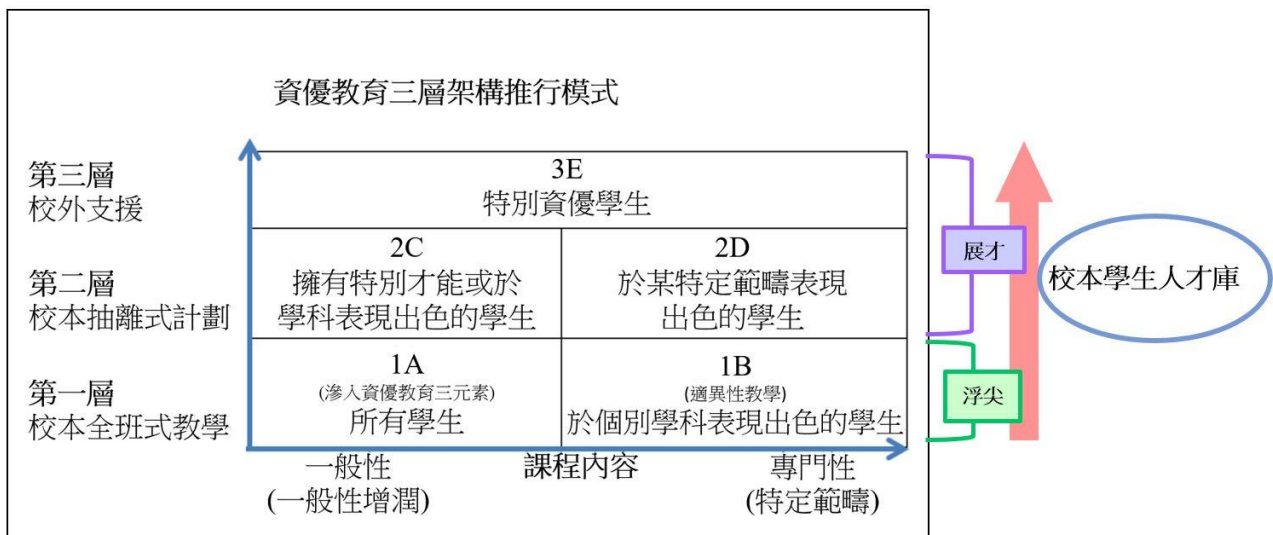 資優教育三層架構推行模式
第三層
校外支援
3E
特別資優學生
第二層
校本抽離式計劃
2C
擁有特別才能或於
學科表現出色的學生
2D
於某特定範疇表現
出色的學生
第一層
校本全班式教學
1A
(滲入資優教育三元素)
所有學生
1B
(適異性教學)
於個別學科表現出色的學生
一般性
(一般性增潤)
課程內容
專門性
(特定範疇)
展才
浮尖
校本學生人才庫